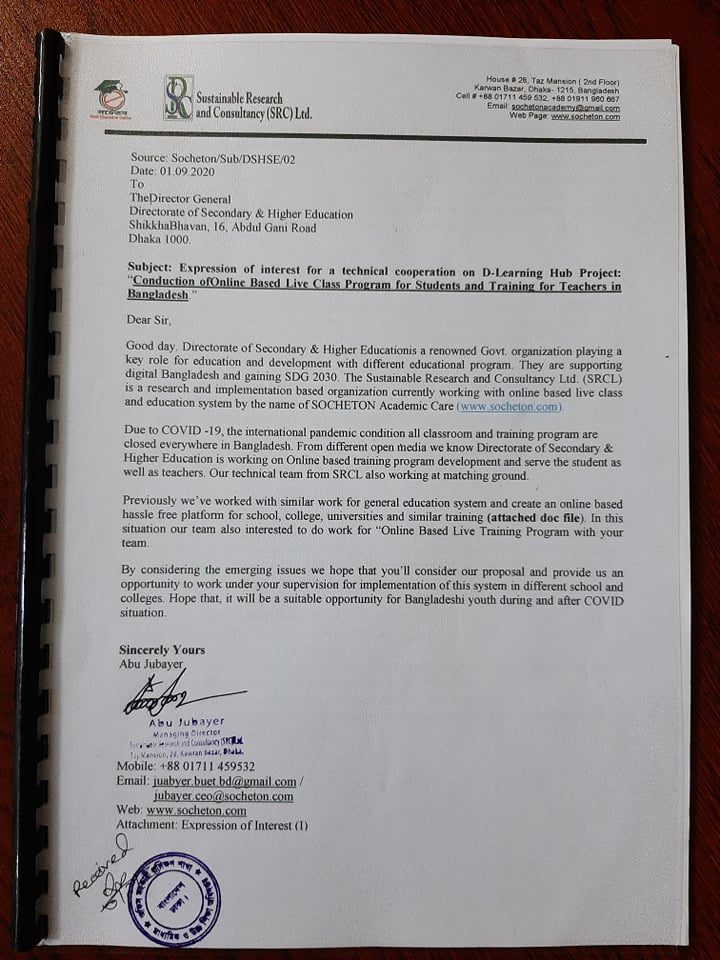 SRC
Sustainable Research
and Consultancy (SRC) Ltd.
House # 28, Taz Mansion ( 2nd Floor)
Karwan Bazar, Dhaka- 1215, Bangladesh
Cell # +88 01711 459 532, +88 01911 960 667
Email: sochetonacademy@gmail.com
Web Page: www.socheton.com
Source: Socheton/Sub/DSHSE/02
Date: 01.09.2020
To
TheDirector General
Directorate of Secondary & Higher Education
ShikkhaBhavan, 16, Abdul Gani Road
Dhaka 1000.
Subject: Expression of interest for a technical cooperation on D-Learning Hub Project:
"Conduction ofOnline Based Live Class Program for Students and Training for Teachers in
Bangladesh."
Dear Sir,
Good day. Directorate of Secondary & Higher Educationis a renowned Govt. organization playing a
key role for education and development with different educational program. They are supporting
digital Bangladesh and gaining SDG 2030. The Sustainable Research and Consultancy Ltd. (SRCL)
is a research and implementation based organization currently working with online based live class
and education system by the name of SOCHETON Academic Care (www.socheton.com).
Due to COVID -19, the international pandemic condition all classroom and training program are
closed everywhere in Bangladesh. From different open media we know Directorate of Secondary &
Higher Education is working on Online based training program development and serve the student as
well as teachers. Our technical team from SRCL also working at matching ground.
Previously we've worked with similar work for general education system and create an online based
hassle free platform for school, college, universities and similar training (attached doc file). In this
situation our team also interested to do work for "Online Based Live Training Program with your
team.
By considering the emerging issues we hope that you'll consider our proposal and provide us an
opportunity to work under your supervision for implementation of this system in different school and
colleges. Hope that, it will be a suitable opportunity for Bangladeshi youth during and after COVID
situation.
Sincerely Yours
Abu Jubayer
Abu Jubayer
Managing Director
Sustainable Research and Consultancy (SRC) Ltd.
Taj Mansion, 28, Kawran Bazar, Dhaka.
Mobile: +88 01711 459532
Email: juabyer.buet.bd@gmail.com /
jubayer.ceo@socheton.com
Web: www.socheton.com
Attachment: Expression of Interest (I)
Received
বাংলাদেশ
ঢাকা।